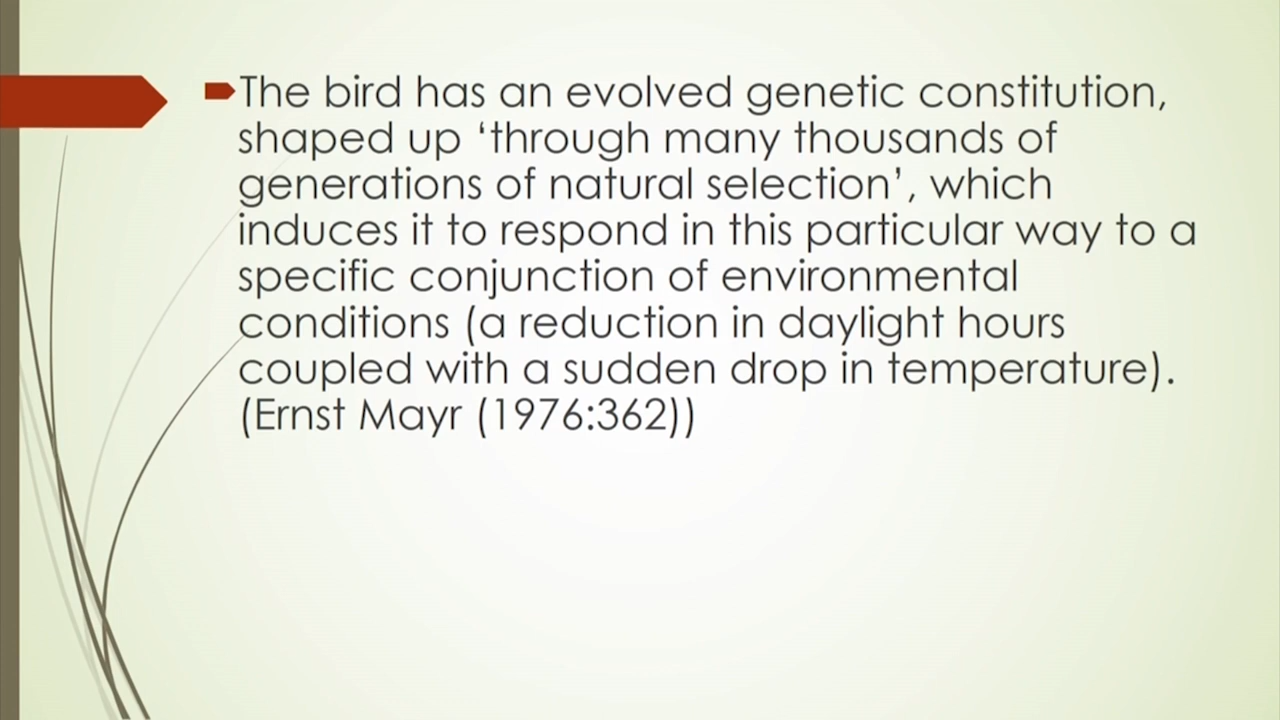 The bird has an evolved genetic constitution,
shaped up ‘through many thousands of
generations of natural selection’, which
induces it to respond in this particular way to a
specific conjunction of environmental
conditions (a reduction in daylight hours
coupled with a sudden drop in temperature).
(Ernst Mayr (1976:362))